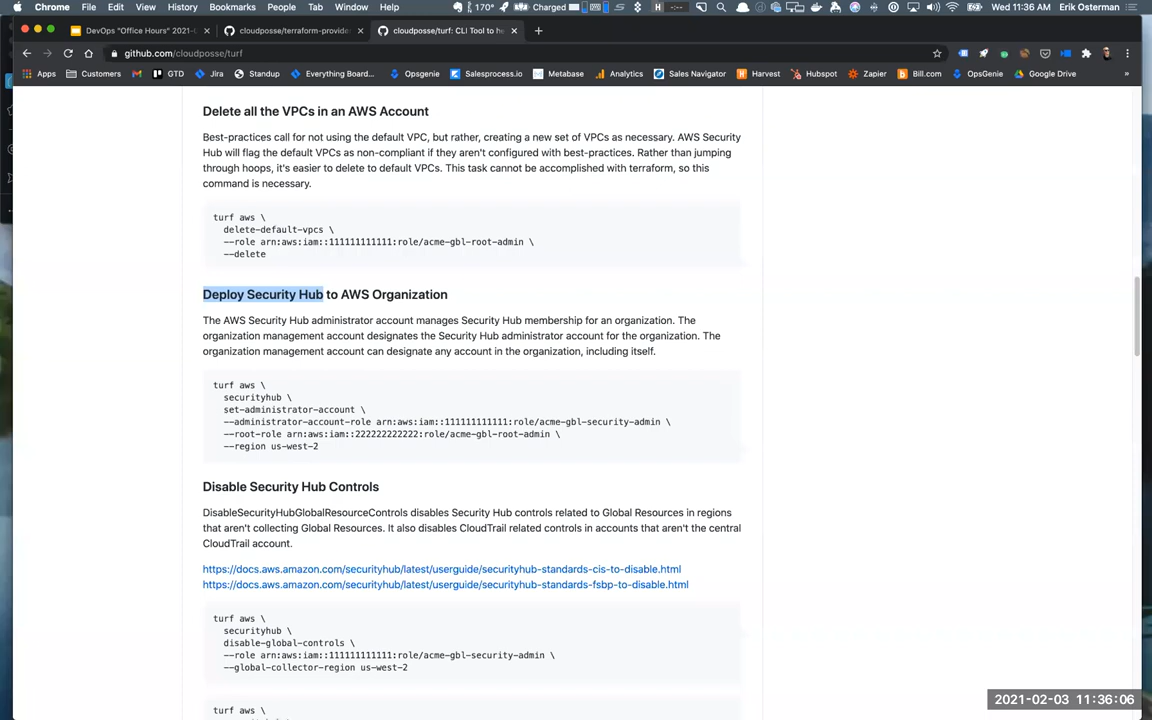 Chrome File Edit View History Bookmarks People Tab Window Help 170° Charged Wed 11:36 AM Erik Osterman
DevOps "Office Hours" 2021-0
cloudposse/terraform-provider
cloudposse/turf: CLI Tool to he
github.com/cloudposse/turf
Apps Customers GTD Jira Standup Everything Board... Opsgenie Salesprocess.io Metabase Analytics Sales Navigator Harvest Hubspot Zapier Bill.com OpsGenie Google Drive »
Delete all the VPCs in an AWS Account
Best-practices call for not using the default VPC, but rather, creating a new set of VPCs as necessary. AWS Security
Hub will flag the default VPCs as non-compliant if they aren't configured with best-practices. Rather than jumping
through hoops, it's easier to delete to default VPCs. This task cannot be accomplished with terraform, so this
command is necessary.
turf aws \
delete-default-vpcs \
--role arn:aws:iam::111111111111:role/acme-gbl-root-admin \
--delete
Deploy Security Hub to AWS Organization
The AWS Security Hub administrator account manages Security Hub membership for an organization. The
organization management account designates the Security Hub administrator account for the organization. The
organization management account can designate any account in the organization, including itself.
turf aws \
securityhub \
set-administrator-account \
--administrator-account-role arn:aws:iam::111111111111:role/acme-gbl-security-admin \
--root-role arn:aws:iam::222222222222:role/acme-gbl-root-admin \
--region us-west-2
Disable Security Hub Controls
DisableSecurityHubGlobalResourceControls disables Security Hub controls related to Global Resources in regions
that aren't collecting Global Resources. It also disables CloudTrail related controls in accounts that aren't the central
CloudTrail account.
https://docs.aws.amazon.com/securityhub/latest/userguide/securityhub-standards-cis-to-disable.html
https://docs.aws.amazon.com/securityhub/latest/userguide/securityhub-standards-fsbp-to-disable.html
turf aws \
securityhub \
disable-global-controls \
--role arn:aws:iam::111111111111:role/acme-gbl-security-admin \
--global-collector-region us-west-2
turf aws \
2021-02-03 11:36:06